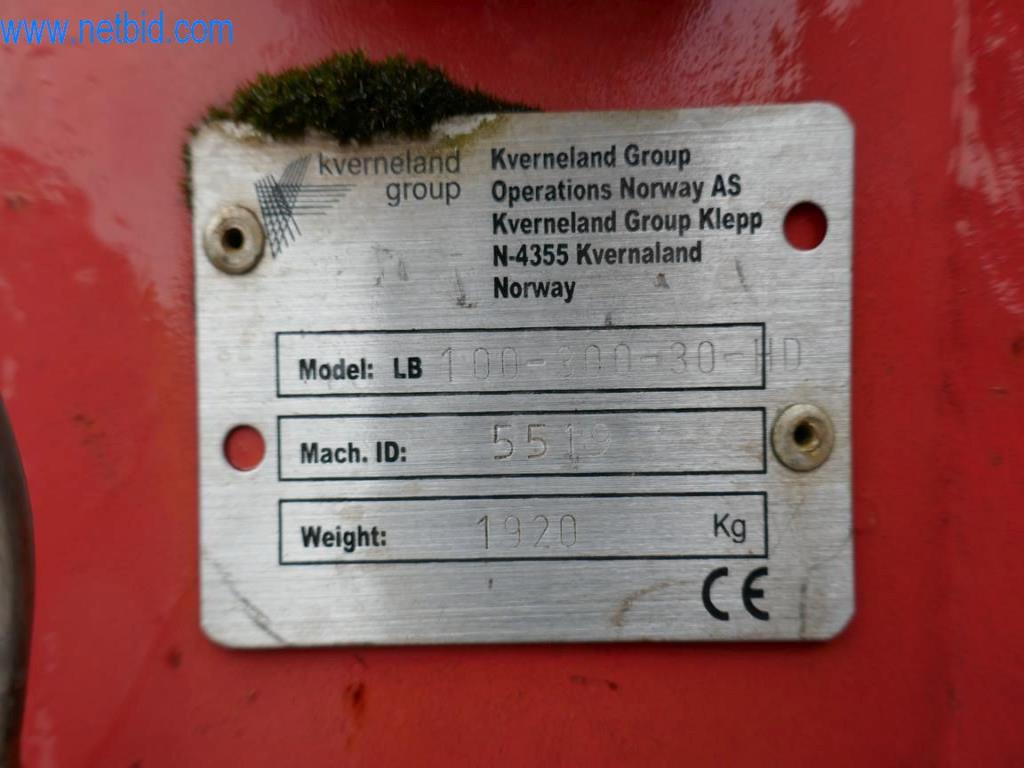 www.netbid.com
kverneland
group
Kverneland Group
Operations Norway AS
Kverneland Group Klepp
N-4355 Kvernaland
Norway
Model: LB 100-300-30-HD
Mach. ID: 5519
Weight: 1920 Kg
CE